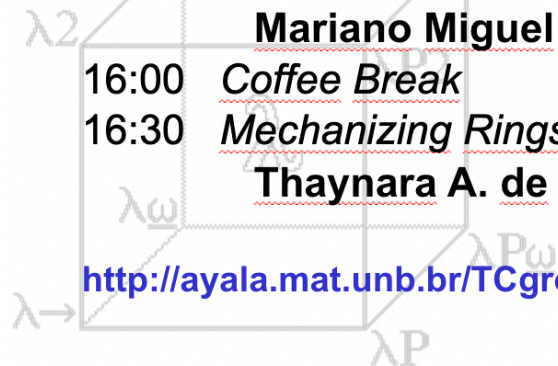 λ2 Mariano Miguel
λP2
16:00 Coffee Break
16:30 Mechanizing Rings
Thaynara A. de
λω
λPω
http://ayala.mat.unb.br/TCgr
λ→
λP